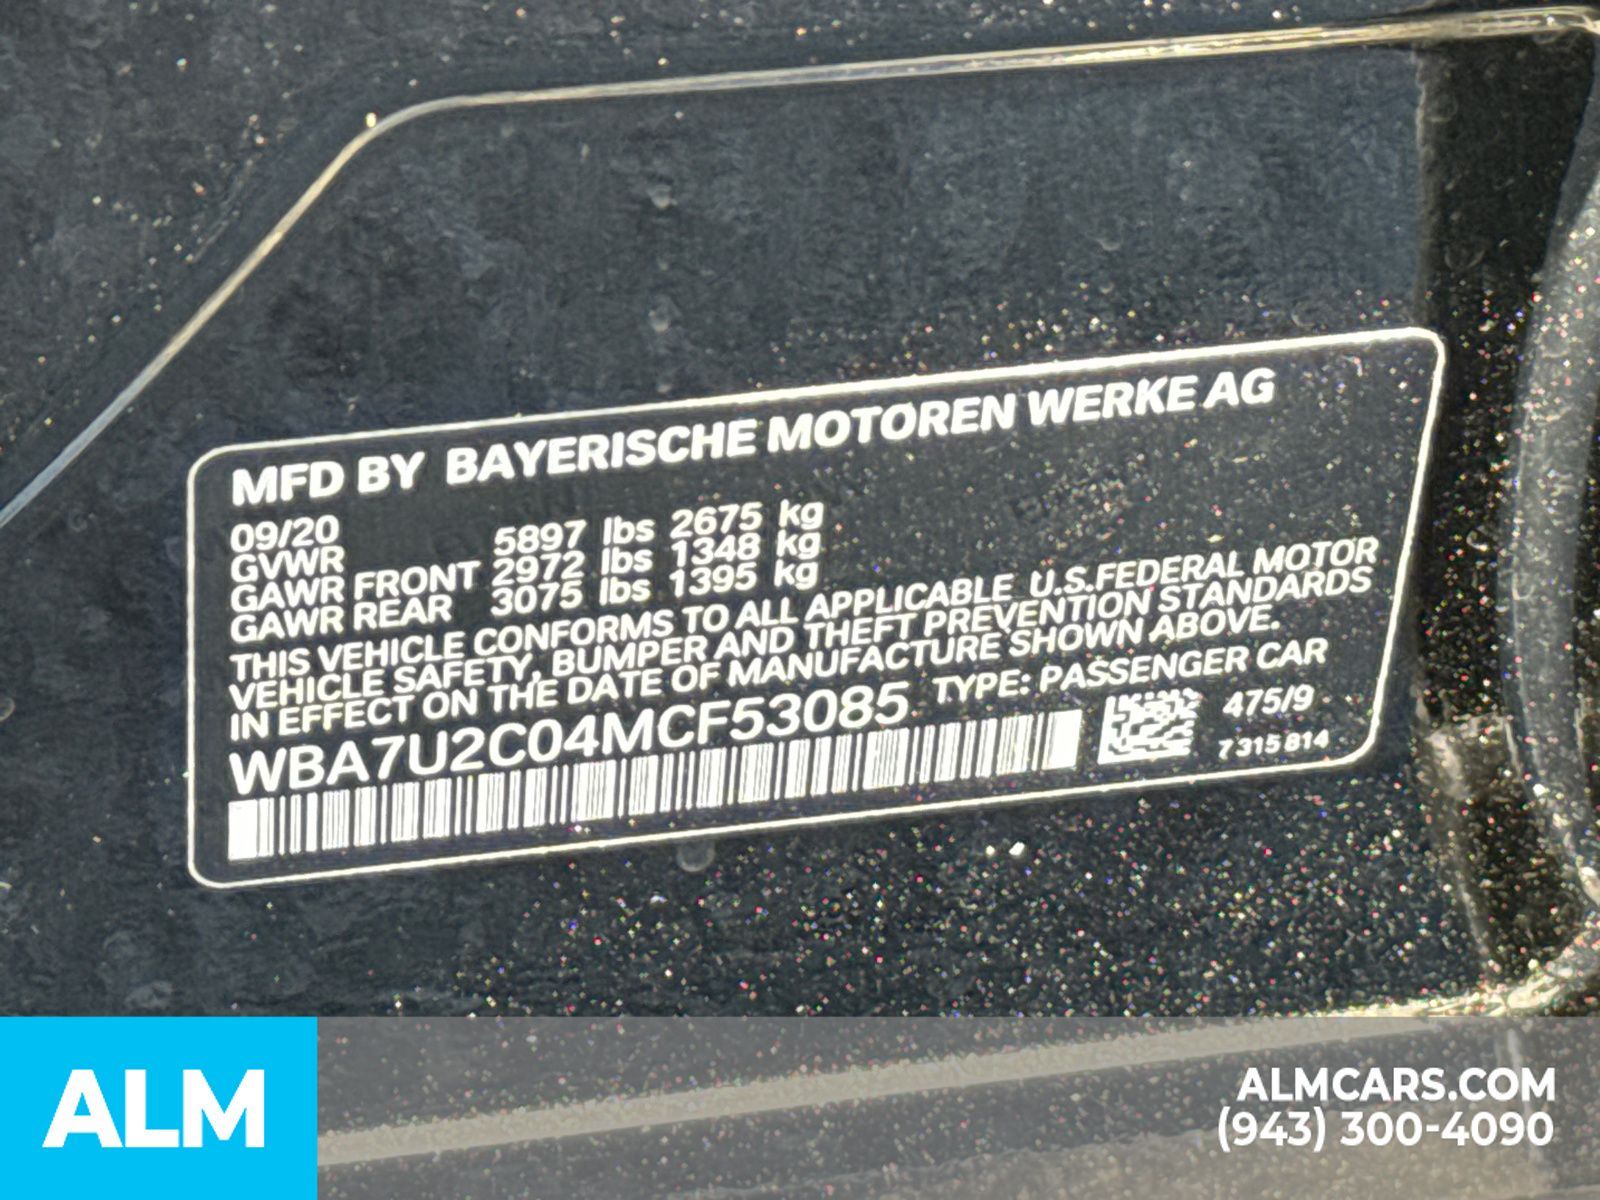 MFD BY BAYERISCHE MOTOREN WERKE AG
09/20
GVWR 5897 lbs 2675 kg
GAWR FRONT 2972 lbs 1348 kg
GAWR REAR 3075 lbs 1395 kg
THIS VEHICLE CONFORMS TO ALL APPLICABLE U.S.FEDERAL MOTOR
VEHICLE SAFETY, BUMPER AND THEFT PREVENTION STANDARDS
IN EFFECT ON THE DATE OF MANUFACTURE SHOWN ABOVE.
WBA7U2C04MCF53085 TYPE: PASSENGER CAR
475/9
7 315 814
ALM
ALMCARS.COM
(943) 300-4090